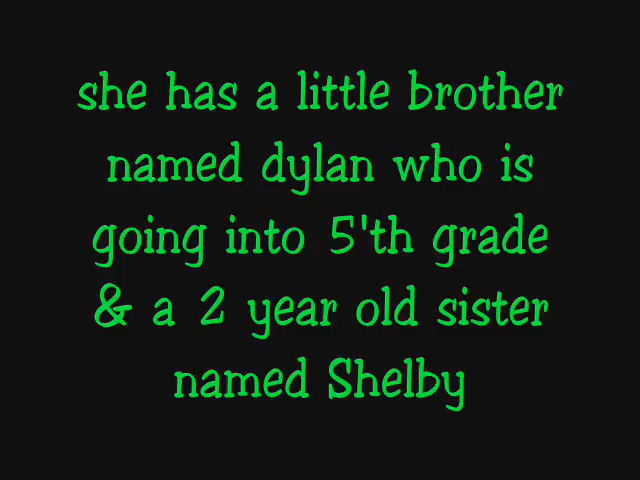 she has a little brother
named dylan who is
going into 5'th grade
& a 2 year old sister
named Shelby